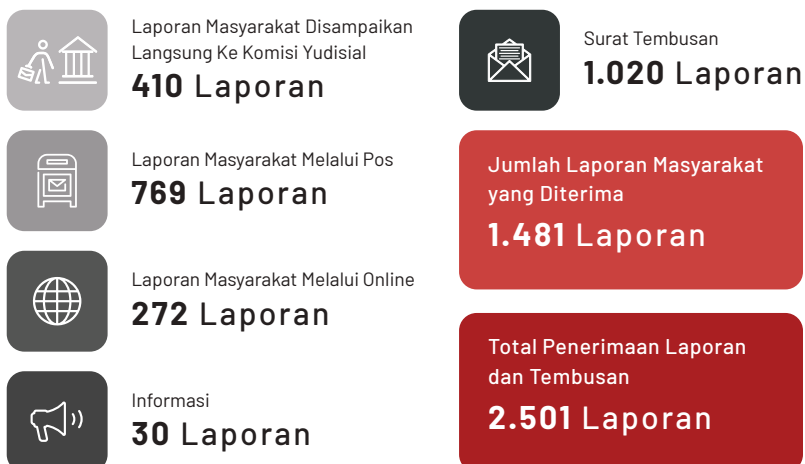 Laporan Masyarakat Disampaikan
Langsung Ke Komisi Yudisial
410 Laporan
Laporan Masyarakat Melalui Pos
769 Laporan
Laporan Masyarakat Melalui Online
272 Laporan
Informasi
30 Laporan
Surat Tembusan
1.020 Laporan
Jumlah Laporan Masyarakat
yang Diterima
1.481 Laporan
Total Penerimaan Laporan
dan Tembusan
2.501 Laporan